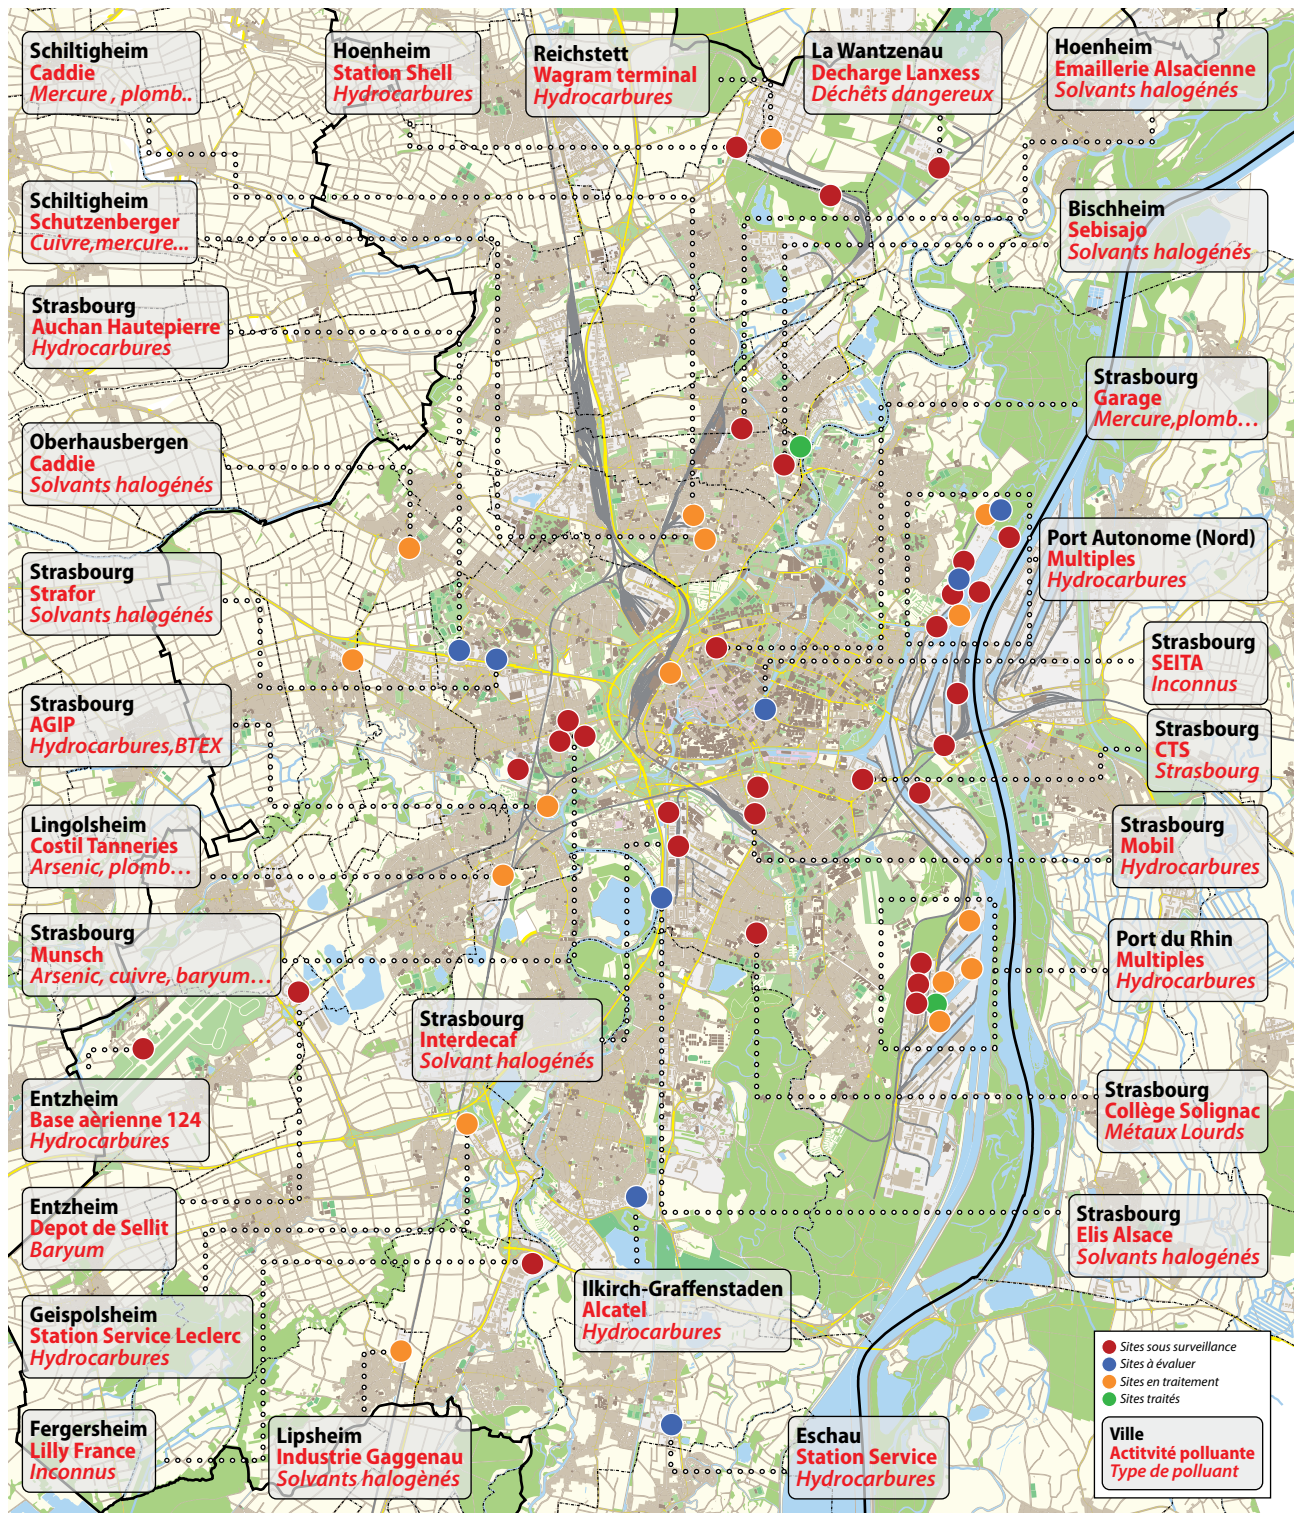 Schiltigheim
Caddie
Mercure , plomb..
Hoenheim
Station Shell
Hydrocarbures
Reichstett
Wagram terminal
Hydrocarbures
La Wantzenau
Decharge Lanxess
Déchêts dangereux
Hoenheim
Emaillerie Alsacienne
Solvants halogénés
Schiltigheim
Schutzenberger
Cuivre,mercure...
Bischheim
Sebisajo
Solvants halogénés
Strasbourg
Auchan Hautepierre
Hydrocarbures
Strasbourg
Garage
Mercure,plomb...
Oberhausbergen
Caddie
Solvants halogénés
Port Autonome (Nord)
Multiples
Hydrocarbures
Strasbourg
Strafor
Solvants halogénés
Strasbourg
SEITA
Inconnus
Strasbourg
AGIP
Hydrocarbures,BTEX
Strasbourg
CTS
Strasbourg
Lingolsheim
Costil Tanneries
Arsenic, plomb...
Strasbourg
Mobil
Hydrocarbures
Strasbourg
Munsch
Arsenic, cuivre, baryum...
Port du Rhin
Multiples
Hydrocarbures
Strasbourg
Interdecaf
Solvant halogénés
Entzheim
Base aérienne 124
Hydrocarbures
Strasbourg
Collège Solignac
Métaux Lourds
Entzheim
Depot de Sellit
Baryum
Strasbourg
Elis Alsace
Solvants halogénés
Geispolsheim
Station Service Leclerc
Hydrocarbures
Ilkirch-Graffenstaden
Alcatel
Hydrocarbures
Fergersheim
Lilly France
Inconnus
Lipsheim
Industrie Gaggenau
Solvants halogènés
Eschau
Station Service
Hydrocarbures
Sites sous surveillance
Sites à évaluer
Sites en traitement
Sites traités
Ville
Actitvité polluante
Type de polluant